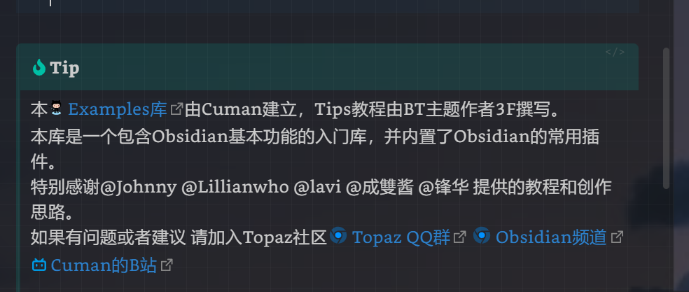 </>
Tip
本Examples库由Cuman建立，Tips教程由BT主题作者3F撰写。
本库是一个包含Obsidian基本功能的入门库，并内置了Obsidian的常用插
件。
特别感谢@Johnny @Lillianwho @lavi @成雙酱 @锋华 提供的教程和创作
思路。
如果有问题或者建议 请加入Topaz社区 Topaz QQ群 Obsidian频道
Cuman的B站